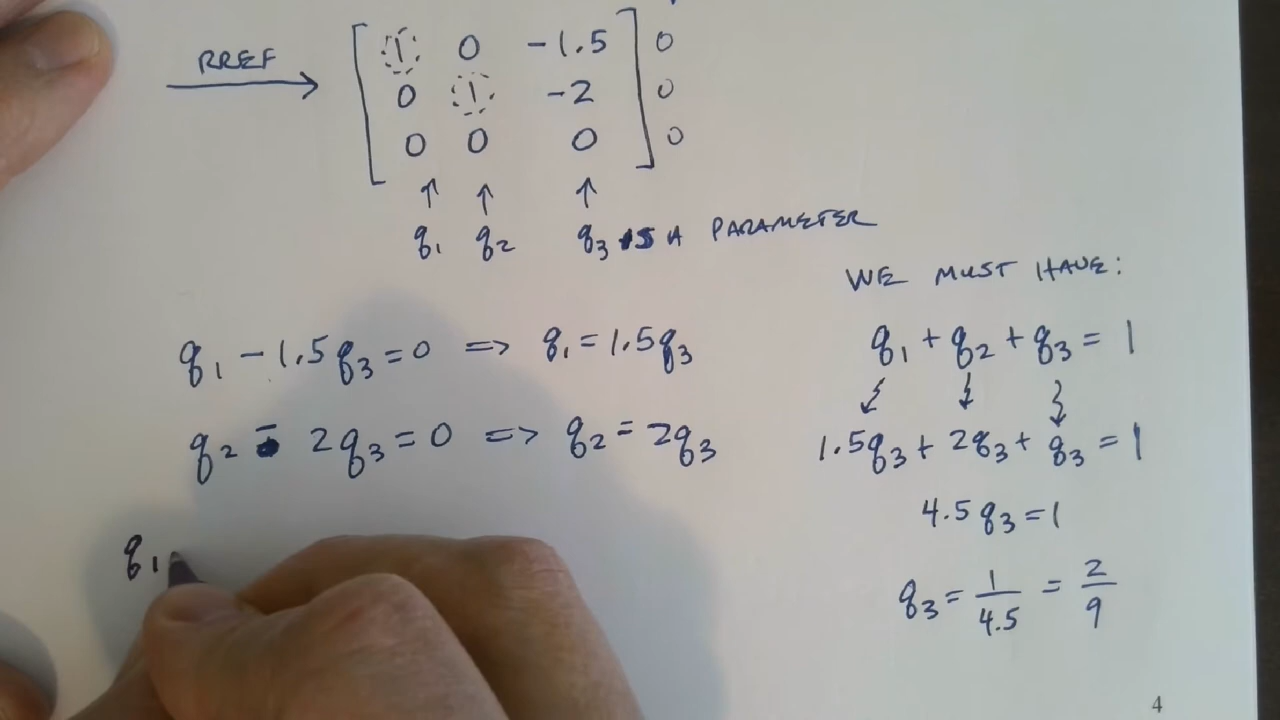 RREF
1 0 -1.5 0
0 1 -2 0
0 0 0 0
↑ ↑ ↑
q₁ q₂ q₃ IS A PARAMETER
q₁ - 1.5q₃ = 0 => q₁ = 1.5q₃
q₂ - 2q₃ = 0 => q₂ = 2q₃
q₁
WE MUST HAVE:
q₁ + q₂ + q₃ = 1
1.5q₃ + 2q₃ + q₃ = 1
4.5q₃ = 1
q₃ = 1/4.5 = 2/9
4